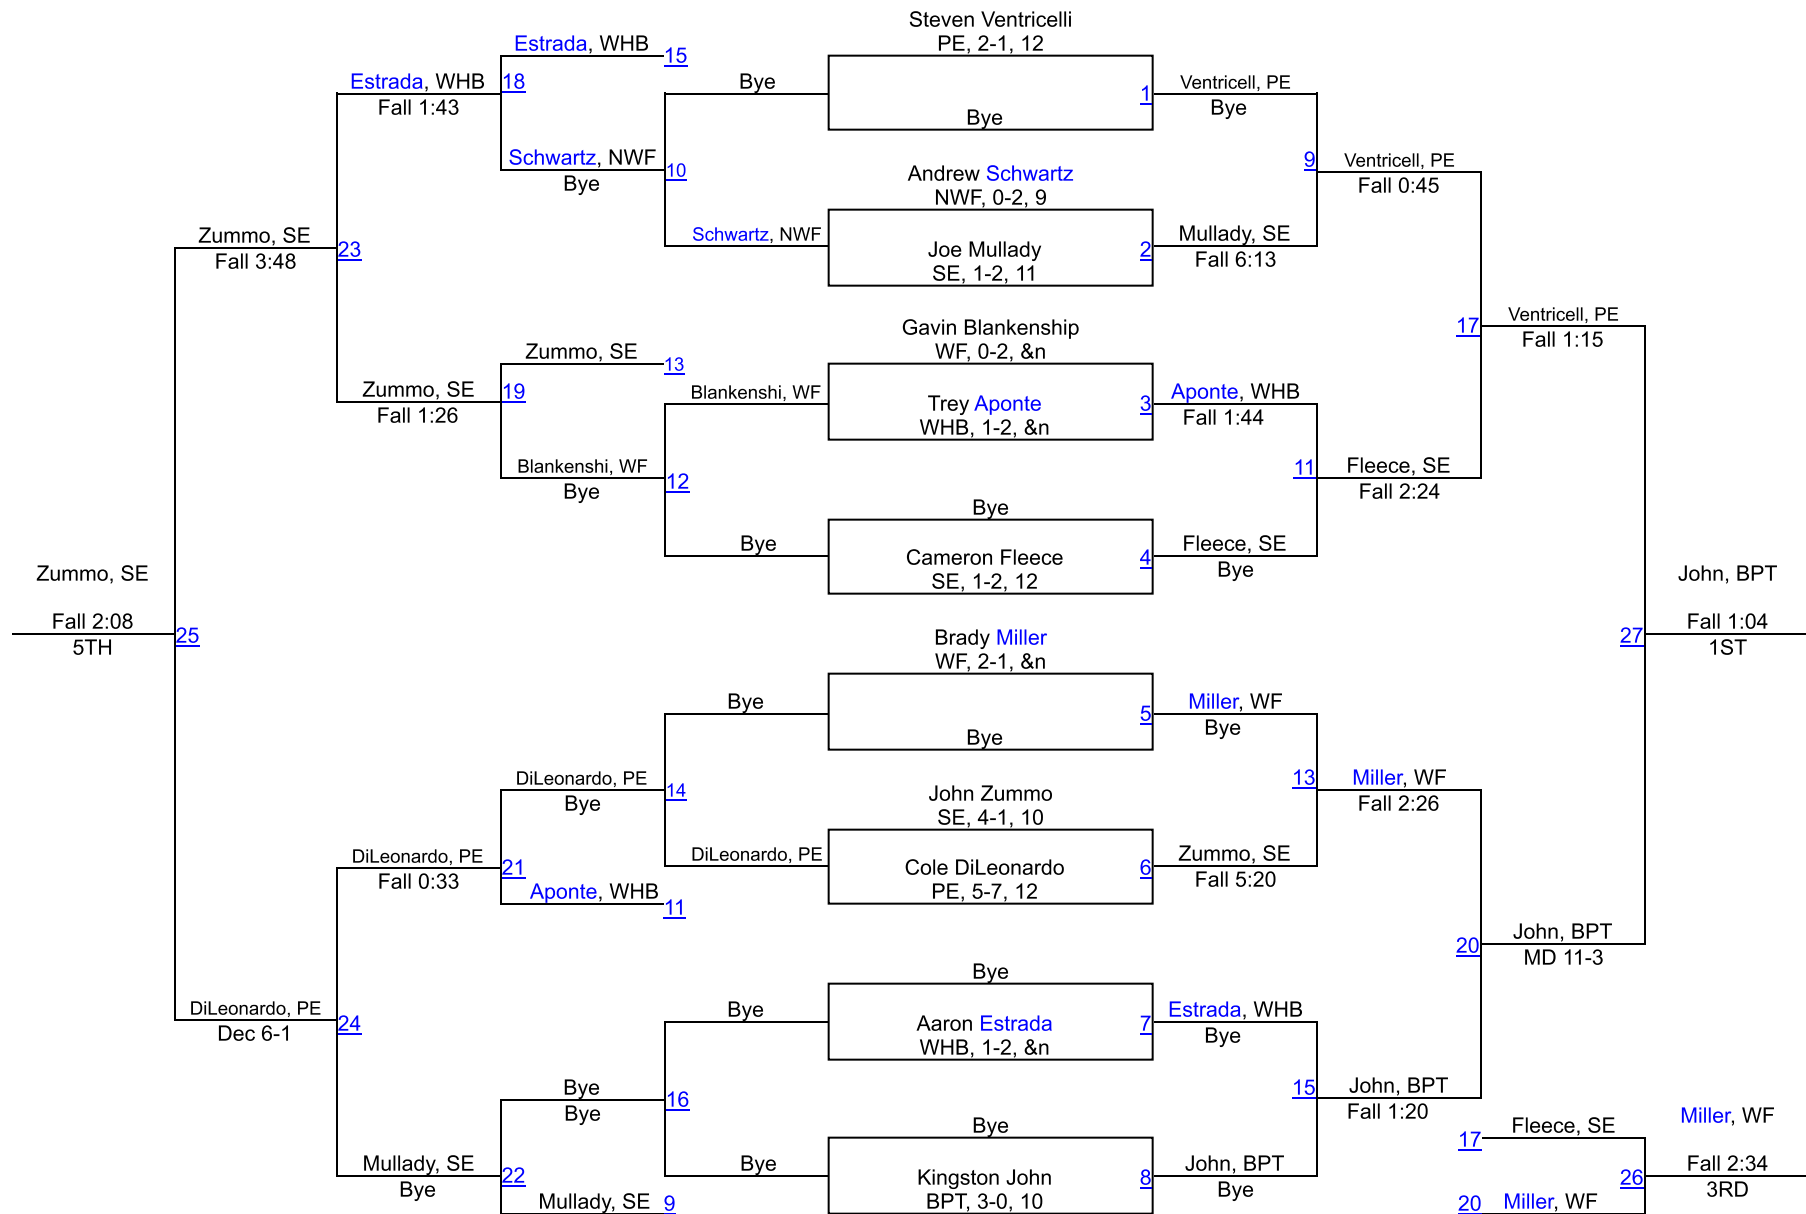 Steven Ventricelli
PE, 2-1, 12
Estrada, WHB
15
Estrada, WHB
18
Fall 1:43
Bye
1
Ventricell, PE
Bye
Bye
Schwartz, NWF
10
Bye
Andrew Schwartz
NWF, 0-2, 9
9
Ventricell, PE
Fall 0:45
Zummo, SE
23
Fall 3:48
Schwartz, NWF
Joe Mullady
SE, 1-2, 11
2
Mullady, SE
Fall 6:13
Gavin Blankenship
WF, 0-2, &n
17
Ventricell, PE
Fall 1:15
Zummo, SE
13
Zummo, SE
19
Fall 1:26
Blankenshi, WF
Trey Aponte
WHB, 1-2, &n
3
Aponte, WHB
Fall 1:44
Blankenshi, WF
12
Bye
11
Fleece, SE
Fall 2:24
Bye
Bye
Cameron Fleece
SE, 1-2, 12
4
Fleece, SE
Bye
Zummo, SE
Fall 2:08
25
5TH
John, BPT
27
Fall 1:04
1ST
Brady Miller
WF, 2-1, &n
Bye
5
Miller, WF
Bye
Bye
DiLeonardo, PE
14
Bye
John Zummo
SE, 4-1, 10
13
Miller, WF
Fall 2:26
DiLeonardo, PE
21
Fall 0:33
DiLeonardo, PE
Cole DiLeonardo
PE, 5-7, 12
6
Zummo, SE
Fall 5:20
Aponte, WHB
11
20
John, BPT
MD 11-3
Bye
DiLeonardo, PE
24
Dec 6-1
Bye
Aaron Estrada
WHB, 1-2, &n
7
Estrada, WHB
Bye
Bye
16
Bye
15
John, BPT
Fall 1:20
Bye
Mullady, SE
22
Bye
Bye
Kingston John
BPT, 3-0, 10
8
John, BPT
Bye
Mullady, SE
9
17
Fleece, SE
Miller, WF
26
Fall 2:34
3RD
20
Miller, WF